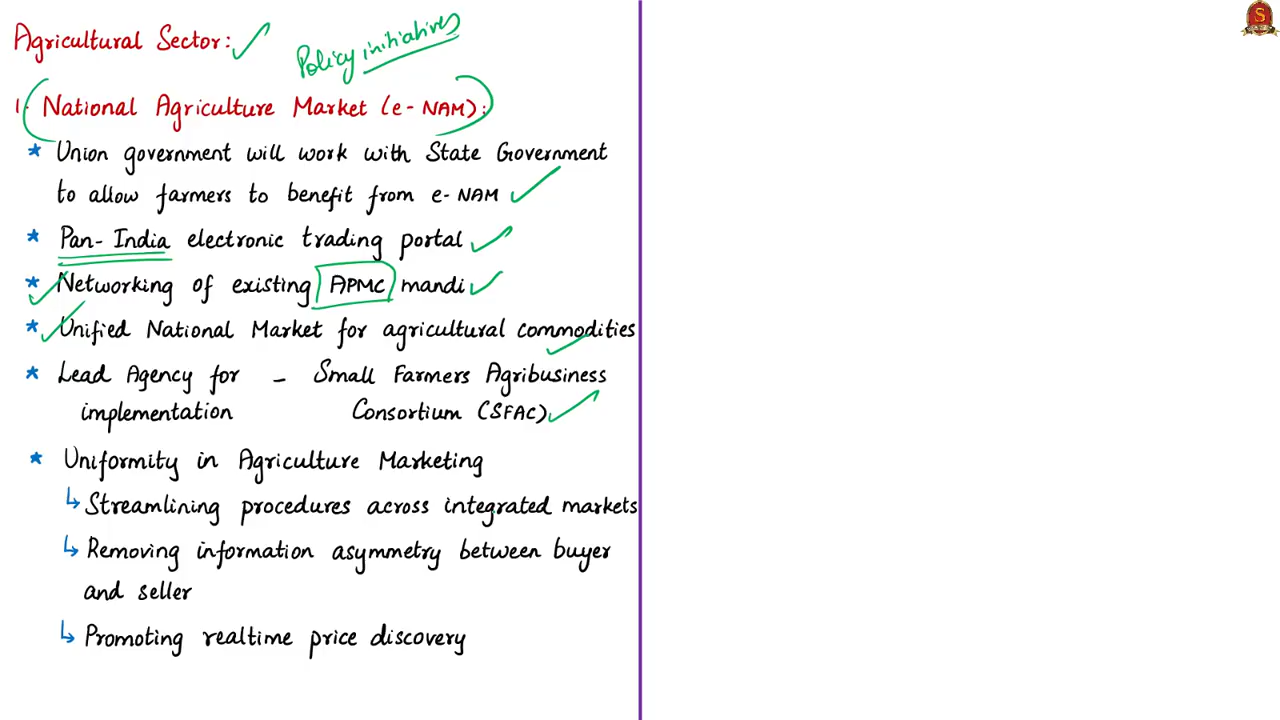 Agricultural Sector:
Policy initiatives
1. National Agriculture Market (e-NAM):
* Union government will work with State Government
to allow farmers to benefit from e-NAM
* Pan-India electronic trading portal
* Networking of existing APMC mandi
* Unified National Market for agricultural commodities
* Lead Agency for - Small Farmers Agribusiness
implementation Consortium (SFAC)
* Uniformity in Agriculture Marketing
↳ Streamlining procedures across integrated markets
↳ Removing information asymmetry between buyer
and seller
↳ Promoting realtime price discovery
S